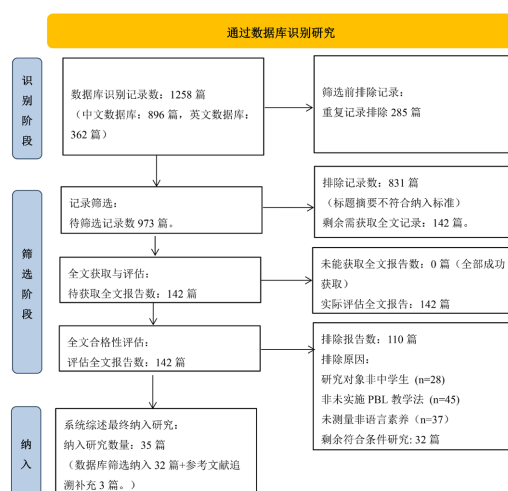 通过数据库识别研究
识
别
阶
段
数据库识别记录数：1258 篇
（中文数据库：896 篇，英文数据库：
362 篇）
筛选前排除记录：
重复记录排除 285 篇
筛
选
阶
段
记录筛选：
待筛选记录数 973 篇。
排除记录数：831 篇
（标题摘要不符合纳入标准）
剩余需获取全文记录：142 篇。
全文获取与评估：
待获取全文报告数：142 篇
未能获取全文报告数：0 篇（全部成功
获取）
实际评估全文报告：142 篇
全文合格性评估：
评估全文报告数：142 篇
排除报告数：110 篇
排除原因：
研究对象非中学生 (n=28)
非未实施 PBL 教学法 (n=45)
未测量非语言素养（n=37）
剩余符合条件研究: 32 篇
纳
入
系统综述最终纳入研究：
纳入研究数量：35 篇
（数据库筛选纳入 32 篇+参考文献追
溯补充 3 篇。）